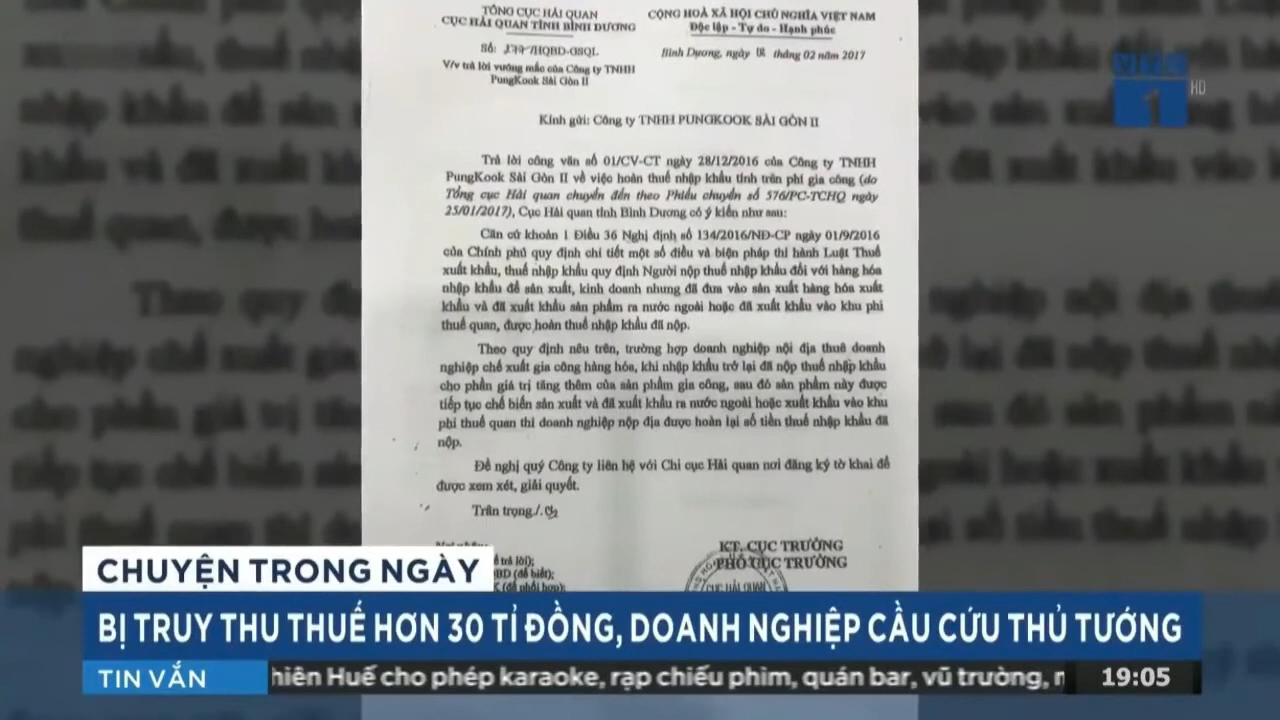 TỔNG CỤC HẢI QUAN
CỤC HẢI QUAN TỈNH BÌNH DƯƠNG
CỘNG HOÀ XÃ HỘI CHỦ NGHĨA VIỆT NAM
Độc lập - Tự do - Hạnh phúc
Số: /HQBD-GSQL
Bình Dương, ngày tháng 02 năm 2017
V/v trả lời vướng mắc của Công ty TNHH
PungKook Sài Gòn II
1
HD
Kính gửi: Công ty TNHH PUNGKOOK SÀI GÒN II
Trả lời công văn số 01/CV-CT ngày 28/12/2016 của Công ty TNHH
PungKook Sài Gòn II về việc hoàn thuế nhập khẩu tính trên phí gia công (do
Tổng cục Hải quan chuyển đến theo Phiếu chuyển số 576/PC-TCHQ ngày
25/01/2017), Cục Hải quan tỉnh Bình Dương có ý kiến như sau:
Căn cứ khoản 1 Điều 36 Nghị định số 134/2016/NĐ-CP ngày 01/9/2016
của Chính phủ quy định chi tiết một số điều và biện pháp thi hành Luật Thuế
xuất khẩu, thuế nhập khẩu quy định Người nộp thuế nhập khẩu đối với hàng hóa
nhập khẩu để sản xuất, kinh doanh nhưng đã đưa vào sản xuất hàng hóa xuất
khẩu và đã xuất khẩu sản phẩm ra nước ngoài hoặc đã xuất khẩu vào khu phi
thuế quan, được hoàn thuế nhập khẩu đã nộp.
Theo quy định nêu trên, trường hợp doanh nghiệp nội địa thuê doanh
nghiệp chế xuất gia công hàng hóa, khi nhập khẩu trở lại đã nộp thuế nhập khẩu
cho phần giá trị tăng thêm của sản phẩm gia công, sau đó sản phẩm này được
tiếp tục chế biến sản xuất và đã xuất khẩu ra nước ngoài hoặc xuất khẩu vào khu
phi thuế quan thì doanh nghiệp nộp địa được hoàn lại số tiền thuế nhập khẩu đã
nộp.
Đề nghị quý Công ty liên hệ với Chi cục Hải quan nơi đăng ký tờ khai để
được xem xét, giải quyết.
Trân trọng./.
KT. CỤC TRƯỞNG
PHÓ CỤC TRƯỞNG
trả lời);
BD (để biết);
(để phối hợp);
CỤC HẢI QUAN
CHUYỆN TRONG NGÀY
BỊ TRUY THU THUẾ HƠN 30 TỈ ĐỒNG, DOANH NGHIỆP CẦU CỨU THỦ TƯỚNG
TIN VẮN
hiên Huế cho phép karaoke, rạp chiếu phim, quán bar, vũ trường,
19:05